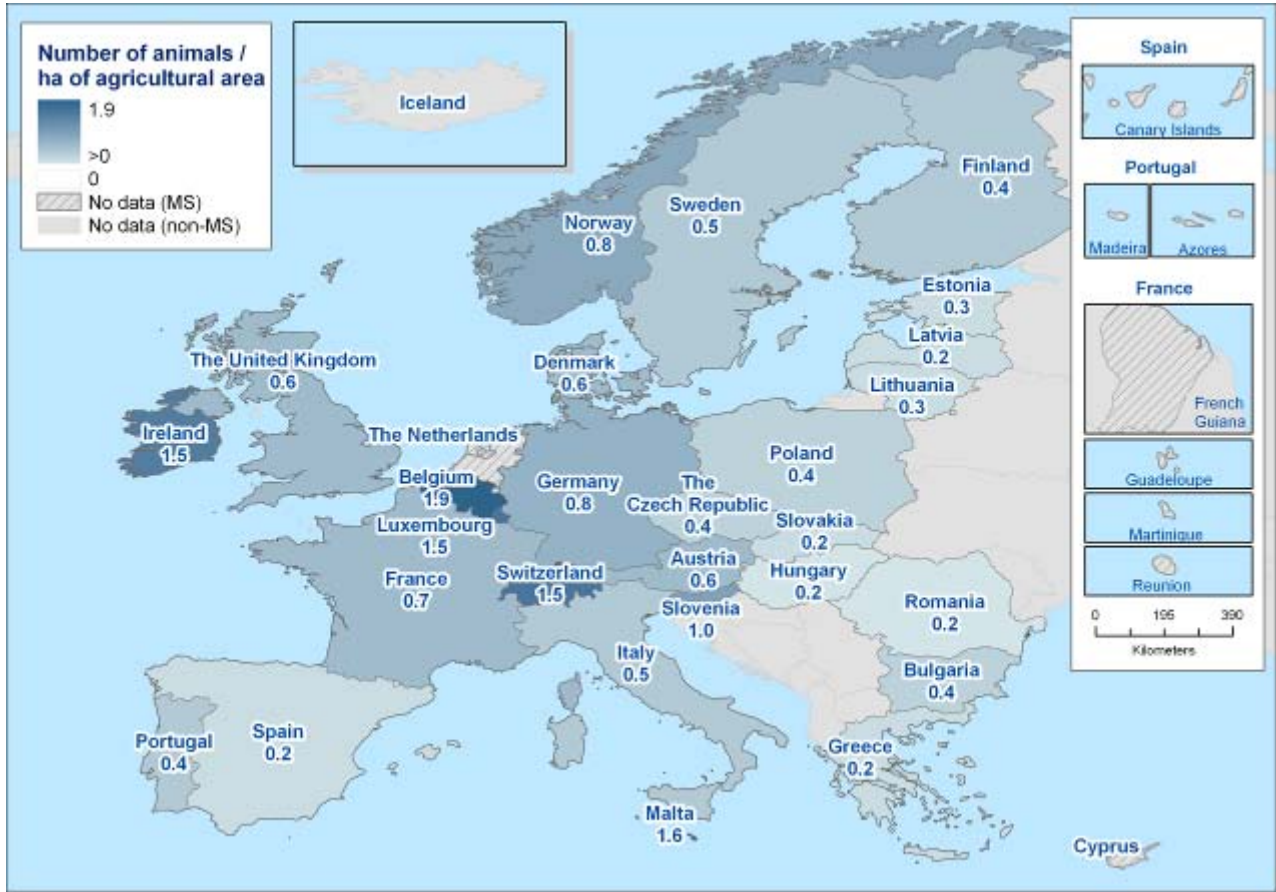 Number of animals /
ha of agricultural area
1.9
>0
0
No data (MS)
No data (non-MS)
Iceland
Norway
0.8
Sweden
0.5
Finland
0.4
Estonia
0.3
Latvia
0.2
Lithuania
0.3
The United Kingdom
0.6
Denmark
0.6
Ireland
1.5
The Netherlands
Belgium
1.9
Luxembourg
1.5
Germany
0.8
Poland
0.4
The
Czech Republic
0.4
Slovakia
0.2
Austria
0.6
Hungary
0.2
France
0.7
Switzerland
1.5
Slovenia
1.0
Romania
0.2
Italy
0.5
Bulgaria
0.4
Portugal
0.4
Spain
0.2
Greece
0.2
Malta
1.6
Cyprus
Spain
Canary Islands
Portugal
Madeira
Azores
France
French
Guiana
Guadeloupe
Martinique
Reunion
0 195 390
Kilometers